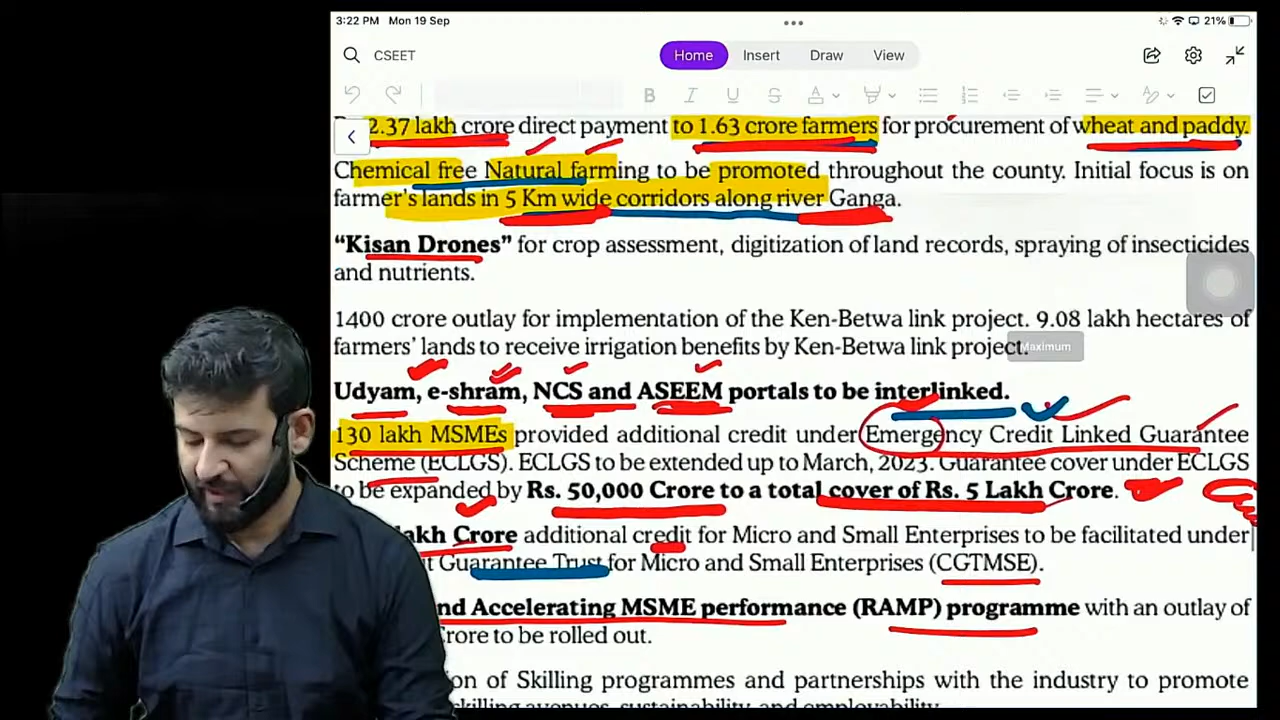 3:22 PM Mon 19 Sep
21%
CSEET
Home Insert Draw View
2.37 lakh crore direct payment to 1.63 crore farmers for procurement of wheat and paddy.
Chemical free Natural farming to be promoted throughout the county. Initial focus is on
farmer's lands in 5 Km wide corridors along river Ganga.
“Kisan Drones” for crop assessment, digitization of land records, spraying of insecticides
and nutrients.
1400 crore outlay for implementation of the Ken-Betwa link project. 9.08 lakh hectares of
farmers’ lands to receive irrigation benefits by Ken-Betwa link project.
Maximum
Udyam, e-shram, NCS and ASEEM portals to be interlinked.
130 lakh MSMEs provided additional credit under Emergency Credit Linked Guarantee
Scheme (ECLGS). ECLGS to be extended up to March, 2023. Guarantee cover under ECLGS
to be expanded by Rs. 50,000 Crore to a total cover of Rs. 5 Lakh Crore.
lakh Crore additional credit for Micro and Small Enterprises to be facilitated under
Guarantee Trust for Micro and Small Enterprises (CGTMSE).
and Accelerating MSME performance (RAMP) programme with an outlay of
Crore to be rolled out.
of Skilling programmes and partnerships with the industry to promote
skilling avenues, sustainability, and employability.